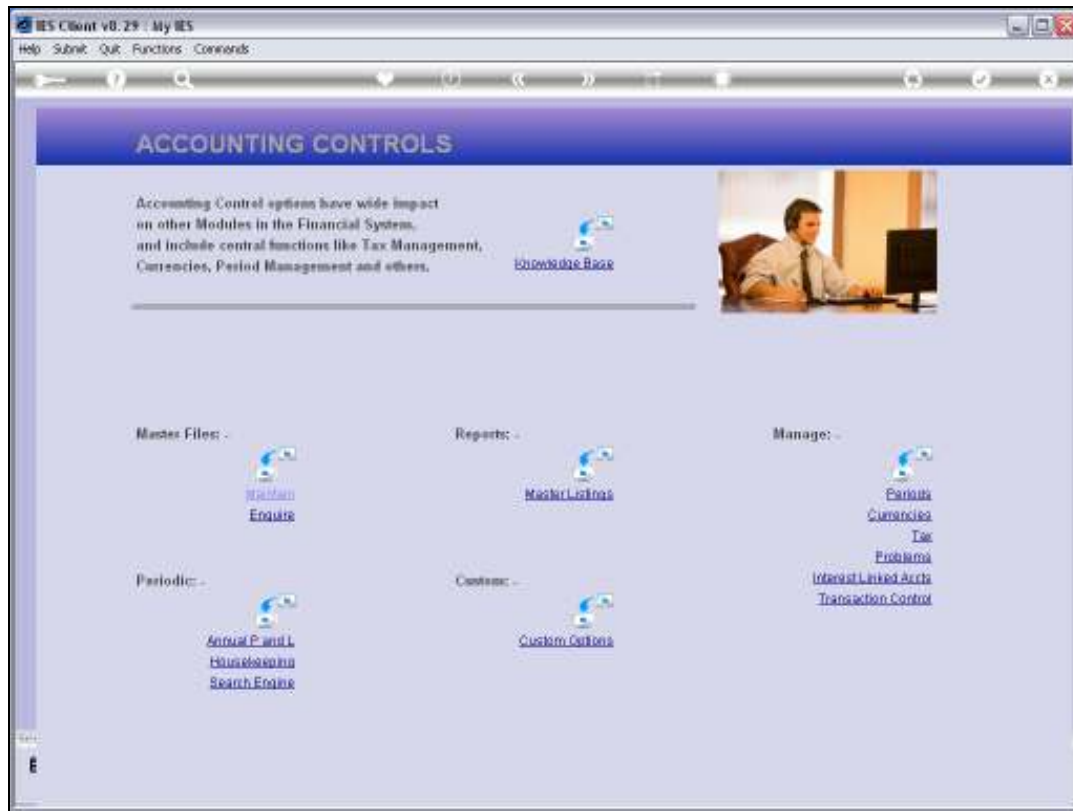 IES Client v8.29 : My IES
Help Submit Quit Functions Commands
ACCOUNTING CONTROLS
Accounting Control options have wide impact
on other Modules in the Financial System,
and include central functions like Tax Management,
Currencies, Period Management and others.
Knowledge Base
Master Files: -
Maintain
Enquire
Reports: -
Master Listings
Manage: -
Periods
Currencies
Tax
Problems
Interest Linked Accts
Transaction Control
Periodic: -
Annual P and L
Housekeeping
Search Engine
Custom: -
Custom Options